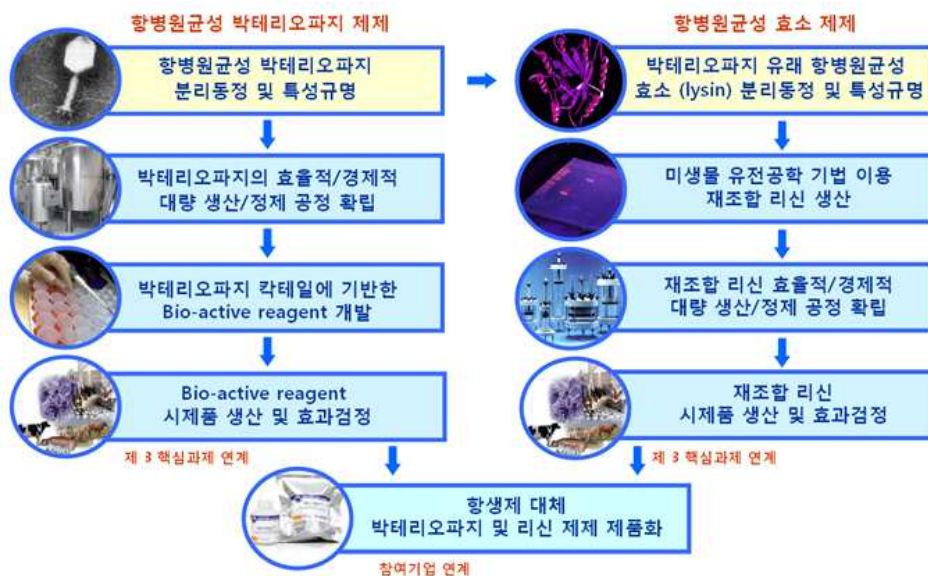 항병원균성 박테리오파지 제제
항병원균성 박테리오파지
분리동정 및 특성규명
박테리오파지의 효율적/경제적
대량 생산/정제 공정 확립
박테리오파지 칵테일에 기반한
Bio-active reagent 개발
Bio-active reagent
시제품 생산 및 효과검정
제 3 핵심과제 연계
항병원균성 효소 제제
박테리오파지 유래 항병원균성
효소 (lysin) 분리동정 및 특성규명
미생물 유전공학 기법 이용
재조합 리신 생산
재조합 리신 효율적/경제적
대량 생산/정제 공정 확립
재조합 리신
시제품 생산 및 효과검정
제 3 핵심과제 연계
항생제 대체
박테리오파지 및 리신 제제 제품화
참여기업 연계